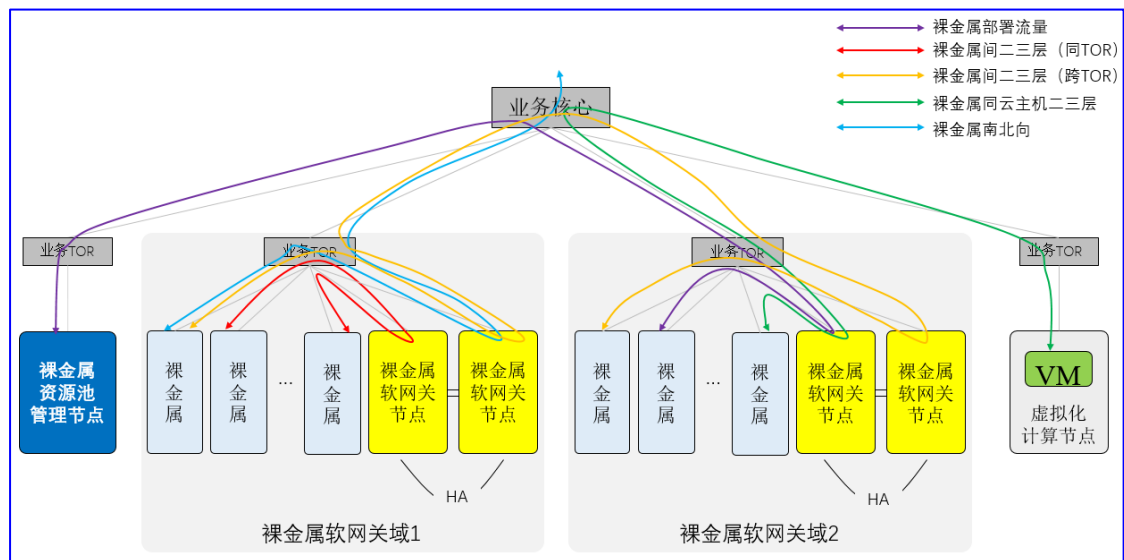 裸金属部署流量
裸金属间二三层（同TOR）
裸金属间二三层（跨TOR）
裸金属同云主机二三层
裸金属南北向
业务核心
业务TOR
业务TOR
业务TOR
业务TOR
裸金属
资源池
管理节点
裸
金
属
裸
金
属
...
裸
金
属
裸金属
软网关
节点
裸金属
软网关
节点
裸
金
属
裸
金
属
...
裸
金
属
裸金属
软网关
节点
裸金属
软网关
节点
VM
虚拟化
计算节点
HA
HA
裸金属软网关域1
裸金属软网关域2